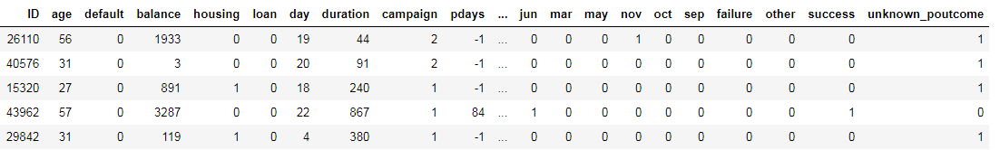 ID age default balance housing loan day duration campaign pdays ... jun mar may nov oct sep failure other success unknown_poutcome
26110 56 0 1933 0 0 19 44 2 -1 ... 0 0 0 1 0 0 0 0 0 1
40576 31 0 3 0 0 20 91 2 -1 ... 0 0 0 0 0 0 0 0 0 1
15320 27 0 891 1 0 18 240 1 -1 ... 0 0 0 0 0 0 0 0 0 1
43962 57 0 3287 0 0 22 867 1 84 ... 1 0 0 0 0 0 0 0 1 0
29842 31 0 119 1 0 4 380 1 -1 ... 0 0 0 0 0 0 0 0 0 1